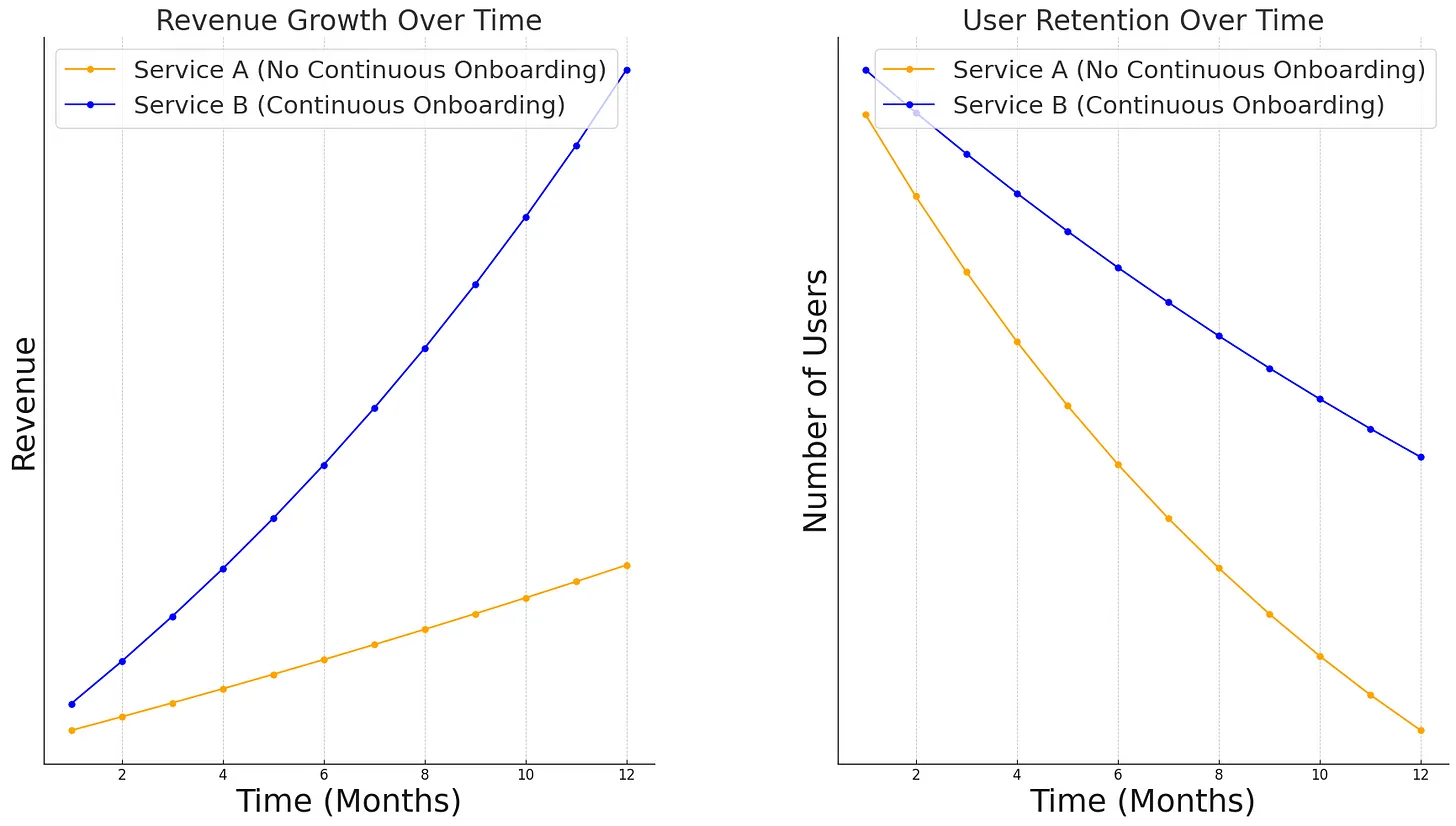 Revenue Growth Over Time
Service A (No Continuous Onboarding)
Service B (Continuous Onboarding)
Revenue
2 4 6 8 10 12
Time (Months)
User Retention Over Time
Service A (No Continuous Onboarding)
Service B (Continuous Onboarding)
Number of Users
2 4 6 8 10 12
Time (Months)